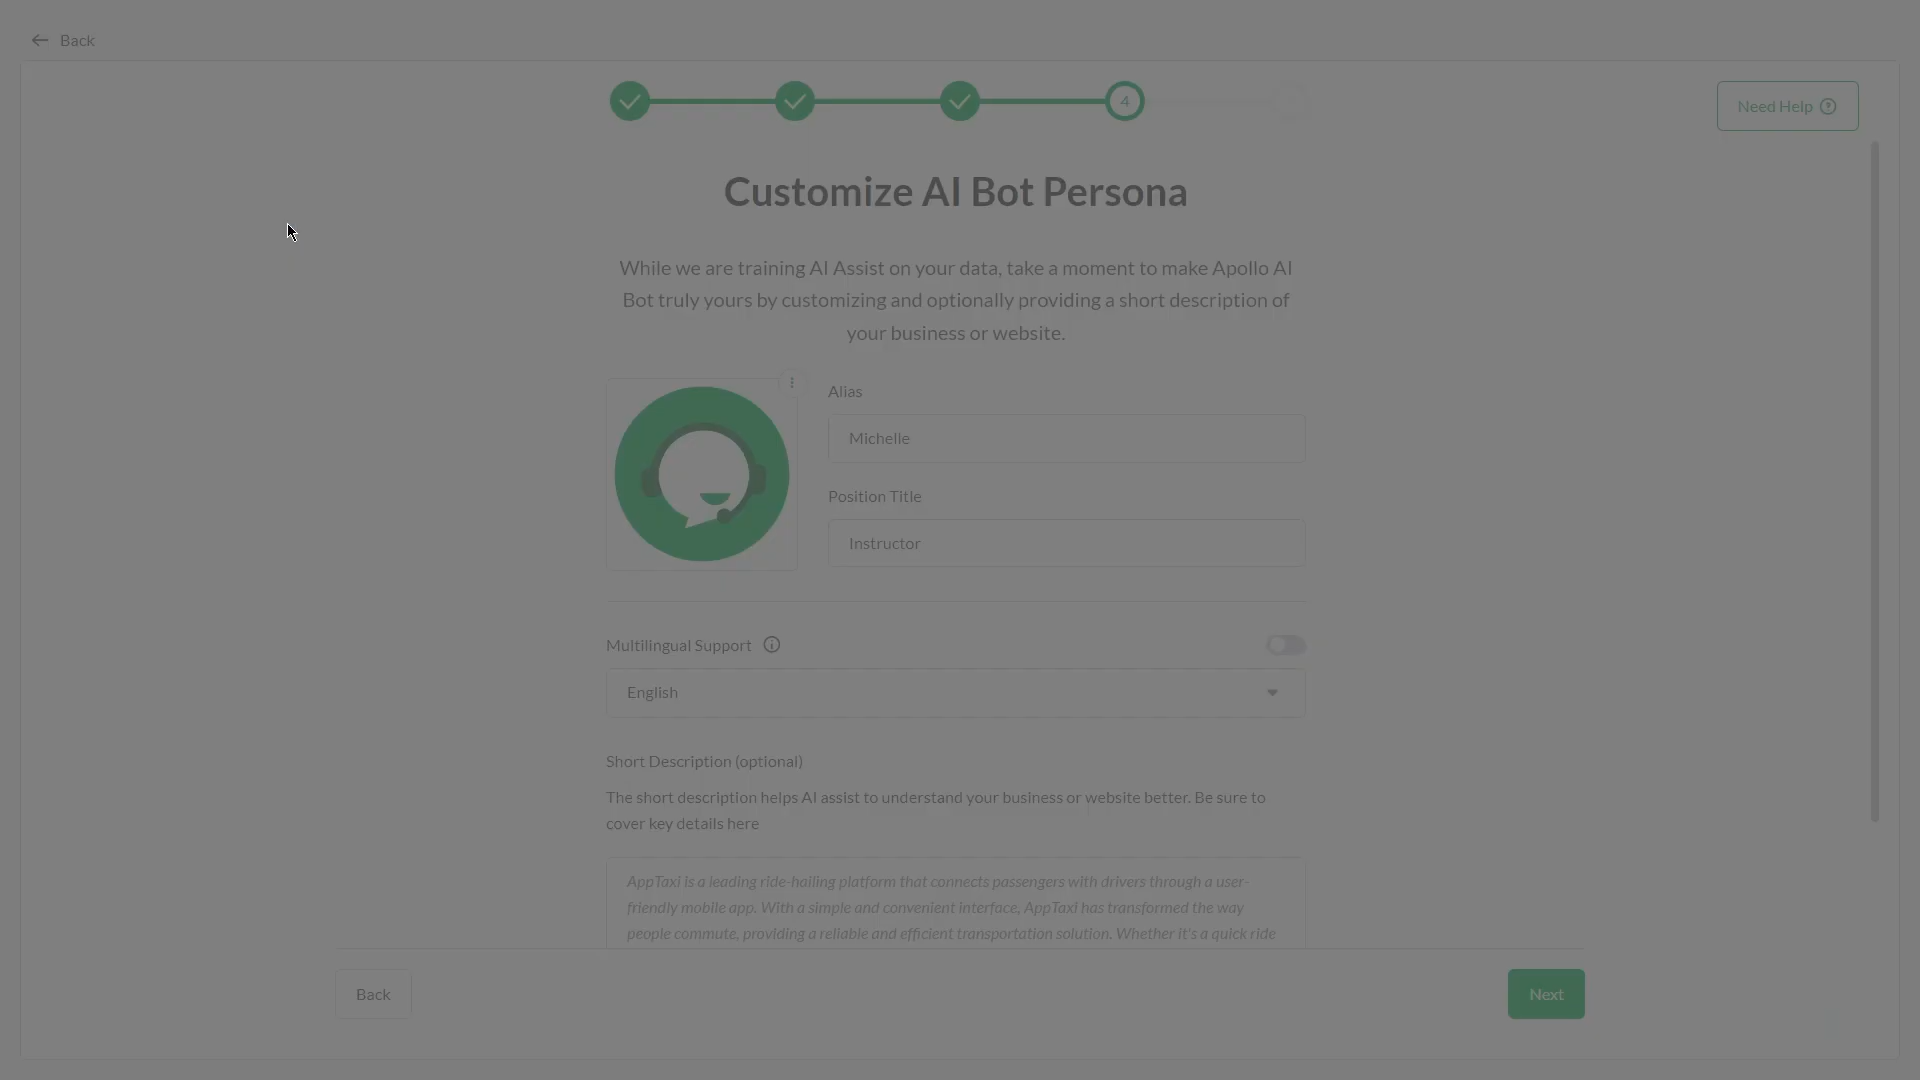 Back
4
Need Help
Customize AI Bot Persona
While we are training AI Assist on your data, take a moment to make Apollo AI
Bot truly yours by customizing and optionally providing a short description of
your business or website.
Alias
Michelle
Position Title
Instructor
Multilingual Support
English
Short Description (optional)
The short description helps AI assist to understand your business or website better. Be sure to
cover key details here
AppTaxi is a leading ride-hailing platform that connects passengers with drivers through a user-
friendly mobile app. With a simple and convenient interface, AppTaxi has transformed the way
people commute, providing a reliable and efficient transportation solution. Whether it's a quick ride
Back
Next